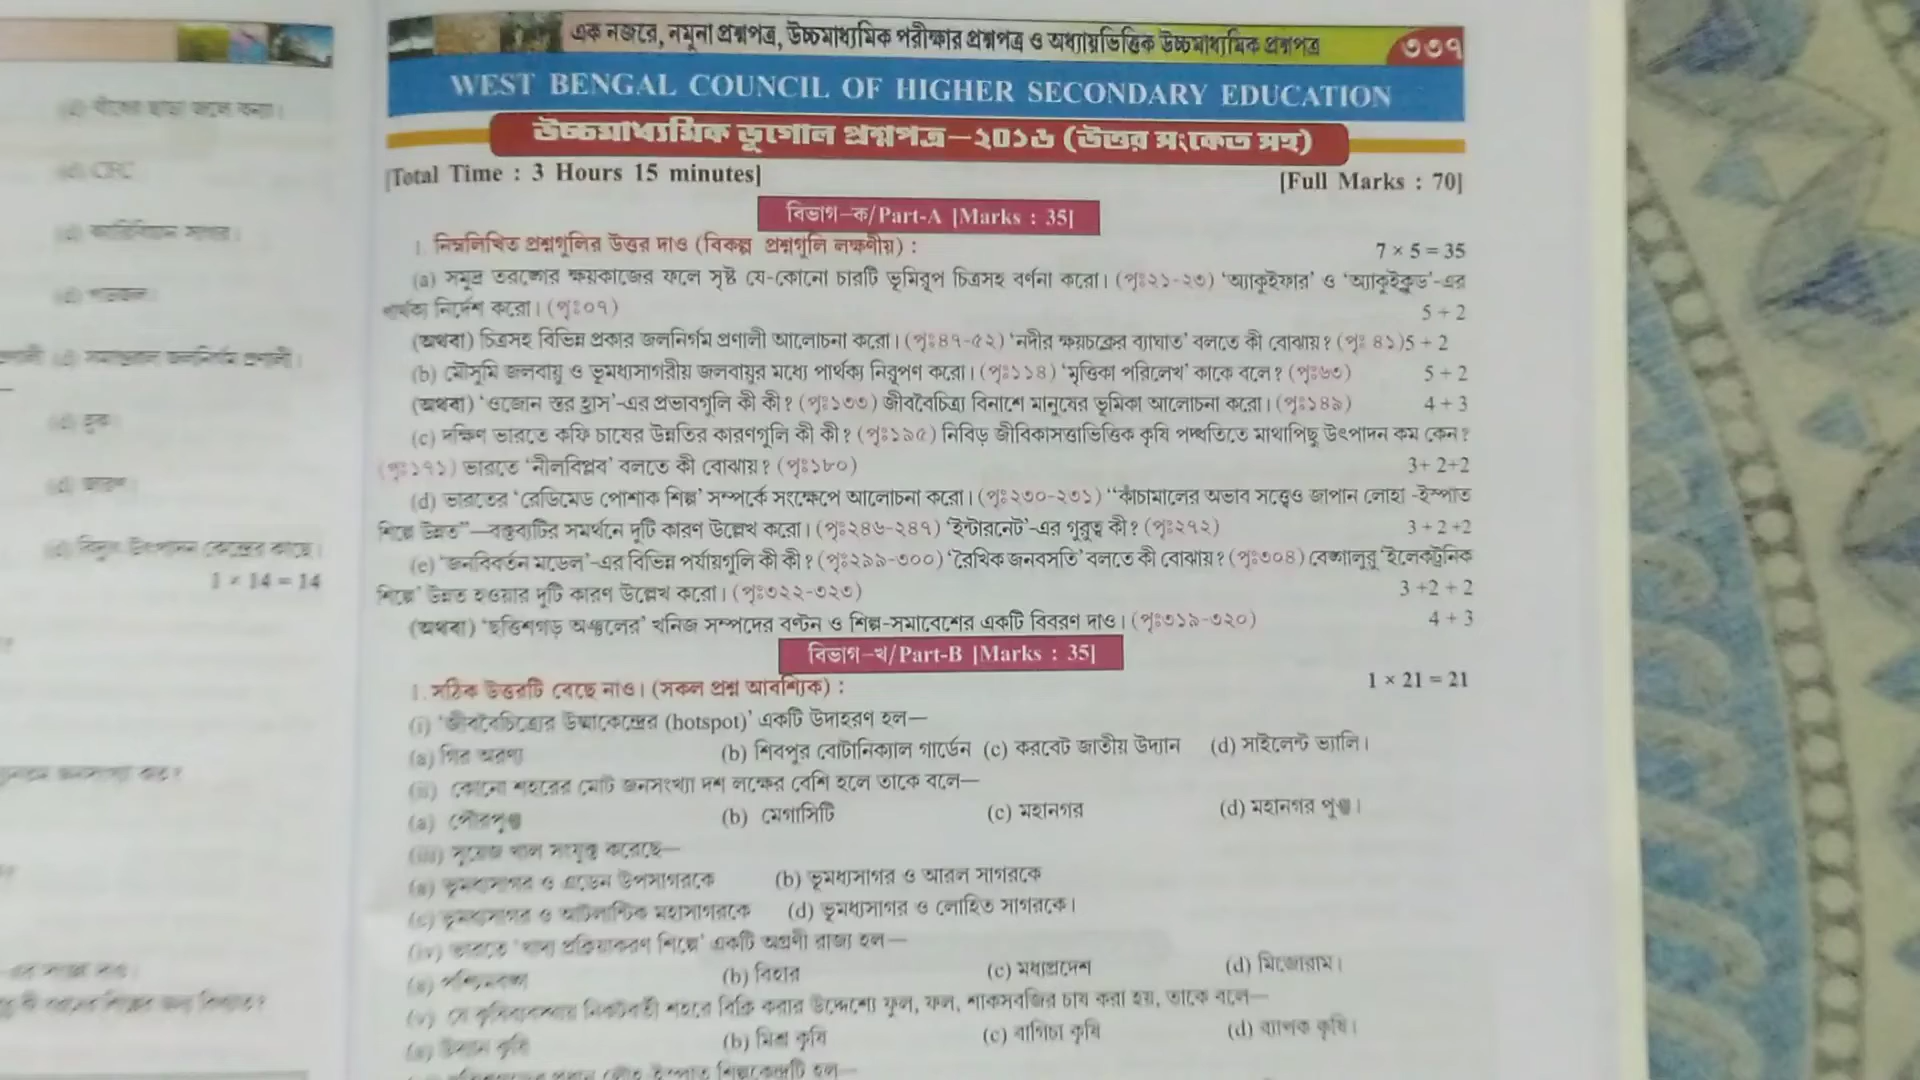 এক নজরে, নমুনা প্রশ্নপত্র, উচ্চমাধ্যমিক পরীক্ষার প্রশ্নপত্র ও অধ্যায়ভিত্তিক উচ্চমাধ্যমিক প্রশ্নপত্র ৩৩৭
WEST BENGAL COUNCIL OF HIGHER SECONDARY EDUCATION
উচ্চমাধ্যমিক ভূগোল প্রশ্নপত্র—২০১৬ (উত্তর সংকেত সহ)
[Total Time : 3 Hours 15 minutes] [Full Marks : 70]
বিভাগ–ক/Part-A [Marks : 35]
1. নিম্নলিখিত প্রশ্নগুলির উত্তর দাও (বিকল্প প্রশ্নগুলি লক্ষণীয়) : 7 × 5 = 35
(a) সমুদ্র তরঙ্গের ক্ষয়কাজের ফলে সৃষ্ট যে-কোনো চারটি ভূমিরূপ চিত্রসহ বর্ণনা করো। (পৃঃ২১-২৩) 'অ্যাকুইফার' ও 'অ্যাকুইক্লুড'-এর
পার্থক্য নির্দেশ করো। (পৃঃ০৭) 5 + 2
(অথবা) চিত্রসহ বিভিন্ন প্রকার জলনির্গম প্রণালী আলোচনা করো। (পৃঃ৪৭-৫২) 'নদীর ক্ষয়চক্রের ব্যাঘাত' বলতে কী বোঝায়? (পৃঃ ৪১)5 + 2
(b) মৌসুমি জলবায়ু ও ভূমধ্যসাগরীয় জলবায়ুর মধ্যে পার্থক্য নিরূপণ করো। (পৃঃ১১৪) 'মৃত্তিকা পরিলেখ' কাকে বলে? (পৃঃ৬৩) 5 + 2
(অথবা) 'ওজোন স্তর হ্রাস'-এর প্রভাবগুলি কী কী? (পৃঃ১৩৩) জীববৈচিত্র্য বিনাশে মানুষের ভূমিকা আলোচনা করো। (পৃঃ১৪৯) 4 + 3
(c) দক্ষিণ ভারতে কফি চাষের উন্নতির কারণগুলি কী কী? (পৃঃ১৯৫) নিবিড় জীবিকাসত্তাভিত্তিক কৃষি পদ্ধতিতে মাথাপিছু উৎপাদন কম কেন?
(পৃঃ১৭১) ভারতে 'নীলবিপ্লব' বলতে কী বোঝায়? (পৃঃ১৮০) 3+ 2+2
(d) ভারতের 'রেডিমেড পোশাক শিল্প' সম্পর্কে সংক্ষেপে আলোচনা করো। (পৃঃ২৩০-২৩১) "কাঁচামালের অভাব সত্ত্বেও জাপান লোহা -ইস্পাত
শিল্পে উন্নত"—বক্তব্যটির সমর্থনে দুটি কারণ উল্লেখ করো। (পৃঃ২৪৬-২৪৭) 'ইন্টারনেট'-এর গুরুত্ব কী? (পৃঃ২৭২) 3 + 2 +2
(e) 'জনবিবর্তন মডেল'-এর বিভিন্ন পর্যায়গুলি কী কী? (পৃঃ২৯৯-৩০০) 'রৈখিক জনবসতি' বলতে কী বোঝায়? (পৃঃ৩০৪) বেঙ্গালুরু 'ইলেকট্রনিক
শিল্পে' উন্নত হওয়ার দুটি কারণ উল্লেখ করো। (পৃঃ৩২২-৩২৩) 3 +2 + 2
(অথবা) 'ছত্তিশগড় অঞ্চলের' খনিজ সম্পদের বণ্টন ও শিল্প-সমাবেশের একটি বিবরণ দাও। (পৃঃ৩১৯-৩২০) 4 + 3
বিভাগ–খ/Part-B [Marks : 35]
1. সঠিক উত্তরটি বেছে নাও। (সকল প্রশ্ন আবশ্যিক) : 1 × 21 = 21
(i) 'জীববৈচিত্র্যের উষ্ণকেন্দ্রের (hotspot)' একটি উদাহরণ হল—
(a) গির অরণ্য (b) শিবপুর বোটানিক্যাল গার্ডেন (c) করবেট জাতীয় উদ্যান (d) সাইলেন্ট ভ্যালি।
(ii) কোনো শহরের মোট জনসংখ্যা দশ লক্ষের বেশি হলে তাকে বলে—
(a) পৌরপুঞ্জ (b) মেগাসিটি (c) মহানগর (d) মহানগর পুঞ্জ।
(iii) সুয়েজ খাল সংযুক্ত করেছে—
(a) ভূমধ্যসাগর ও এডেন উপসাগরকে (b) ভূমধ্যসাগর ও আরল সাগরকে
(c) ভূমধ্যসাগর ও আটলান্টিক মহাসাগরকে (d) ভূমধ্যসাগর ও লোহিত সাগরকে।
(iv) ভারতে 'খাদ্য প্রক্রিয়াকরণ শিল্পে' একটি অগ্রণী রাজ্য হল—
(a) পশ্চিমবঙ্গ (b) বিহার (c) মধ্যপ্রদেশ (d) মিজোরাম।
(v) যে কৃষিব্যবস্থায় নিকটবর্তী শহরে বিক্রি করার উদ্দেশ্যে ফুল, ফল, শাকসবজির চাষ করা হয়, তাকে বলে—
(a) উদ্যান কৃষি (b) মিশ্র কৃষি (c) বাগিচা কৃষি (d) ব্যাপক কৃষি।
(d) CFC
1 × 14 = 14